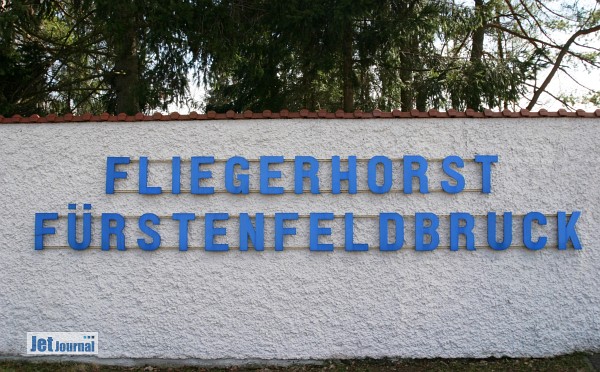 FLIEGERHORST
FÜRSTENFELDBRUCK
Jet Journal